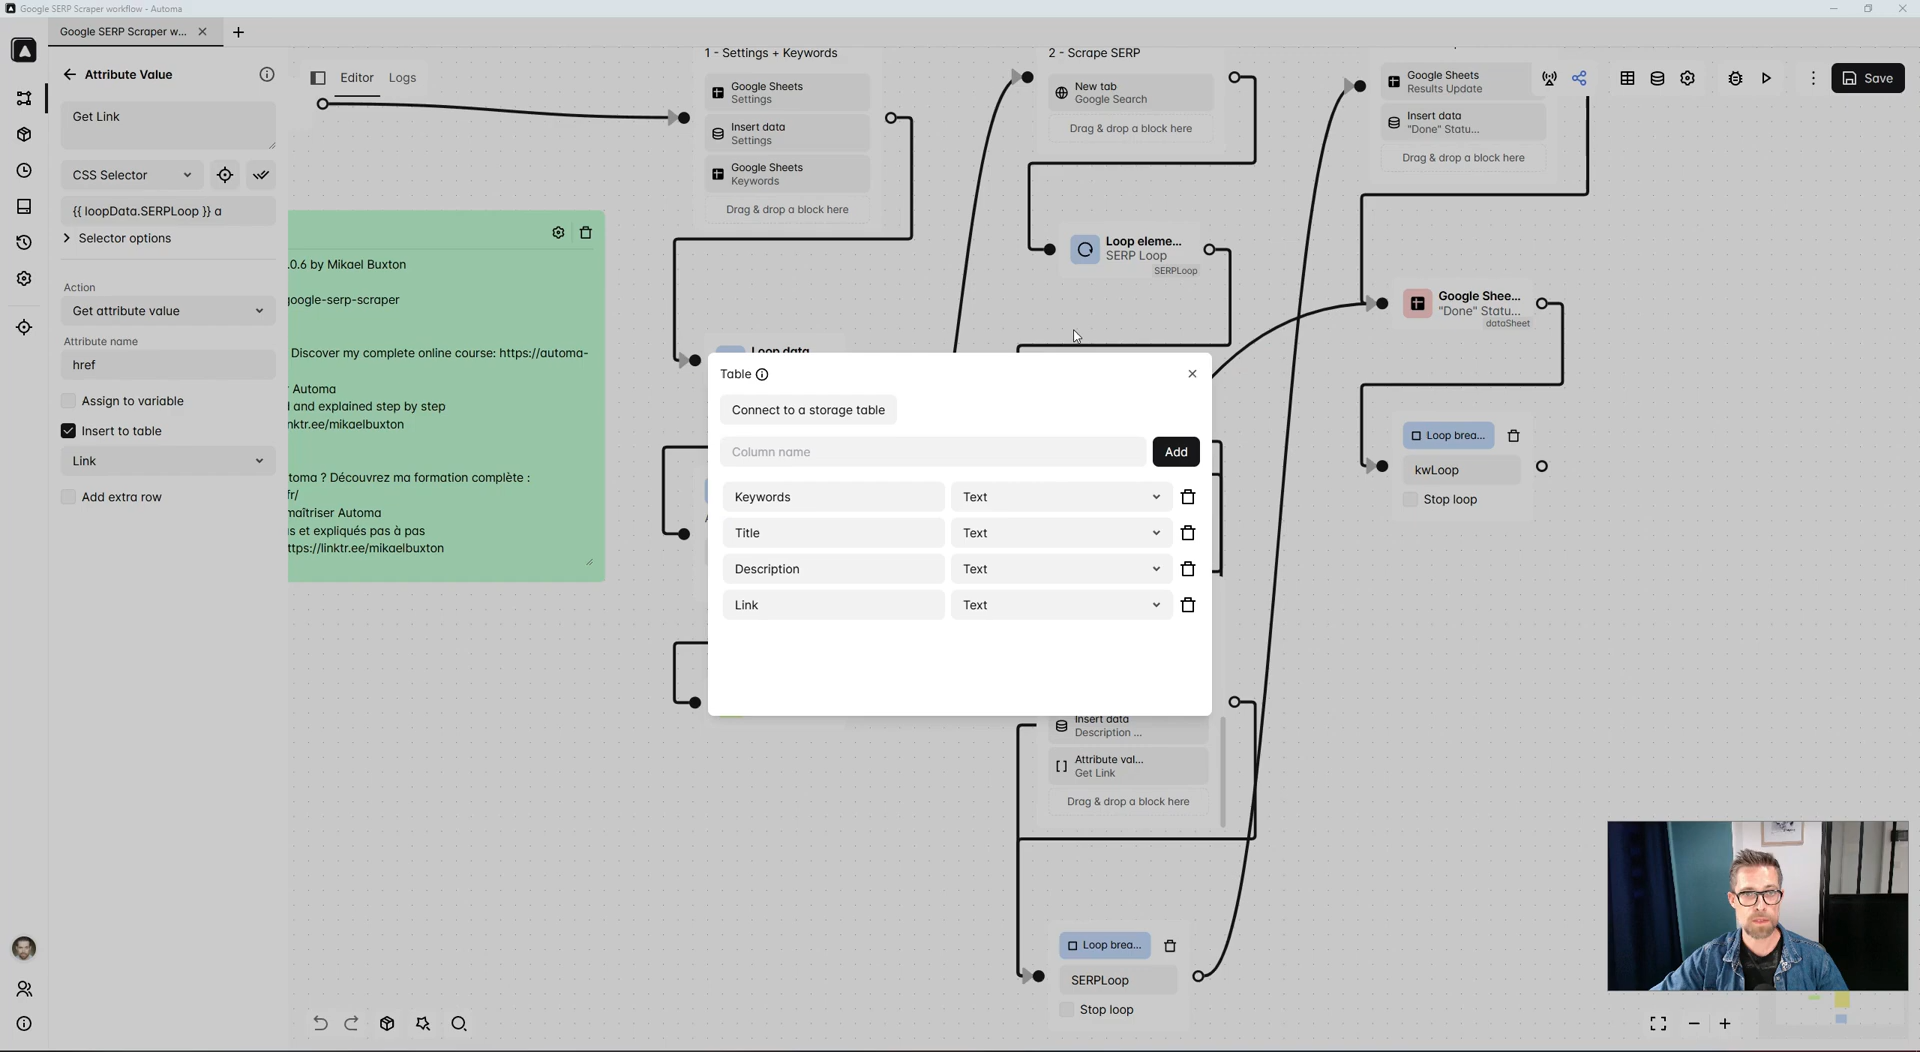 Google SERP Scraper workflow - Automa
Google SERP Scraper w...
Attribute Value
Get Link
CSS Selector
{{ loopData.SERPLoop }} a
Selector options
Action
Get attribute value
Attribute name
href
Assign to variable
Insert to table
Link
Add extra row
Editor
Logs
.0.6 by Mikael Buxton
google-serp-scraper
Discover my complete online course: https://automa-
r Automa
l and explained step by step
nktr.ee/mikaelbuxton
toma ? Découvrez ma formation complète :
fr/
maîtriser Automa
s et expliqués pas à pas
ttps://linktr.ee/mikaelbuxton
1 - Settings + Keywords
Google Sheets
Settings
Insert data
Settings
Google Sheets
Keywords
Drag & drop a block here
Loop data
2 - Scrape SERP
New tab
Google Search
Drag & drop a block here
Loop eleme...
SERP Loop
SERPLoop
Google Sheets
Results Update
Insert data
"Done" Statu...
Drag & drop a block here
Save
Google Shee...
"Done" Statu...
dataSheet
Loop brea...
kwLoop
Stop loop
Table
Connect to a storage table
Column name
Add
Keywords
Text
Title
Text
Description
Text
Link
Text
Insert data
Description ...
Attribute val...
Get Link
Drag & drop a block here
Loop brea...
SERPLoop
Stop loop